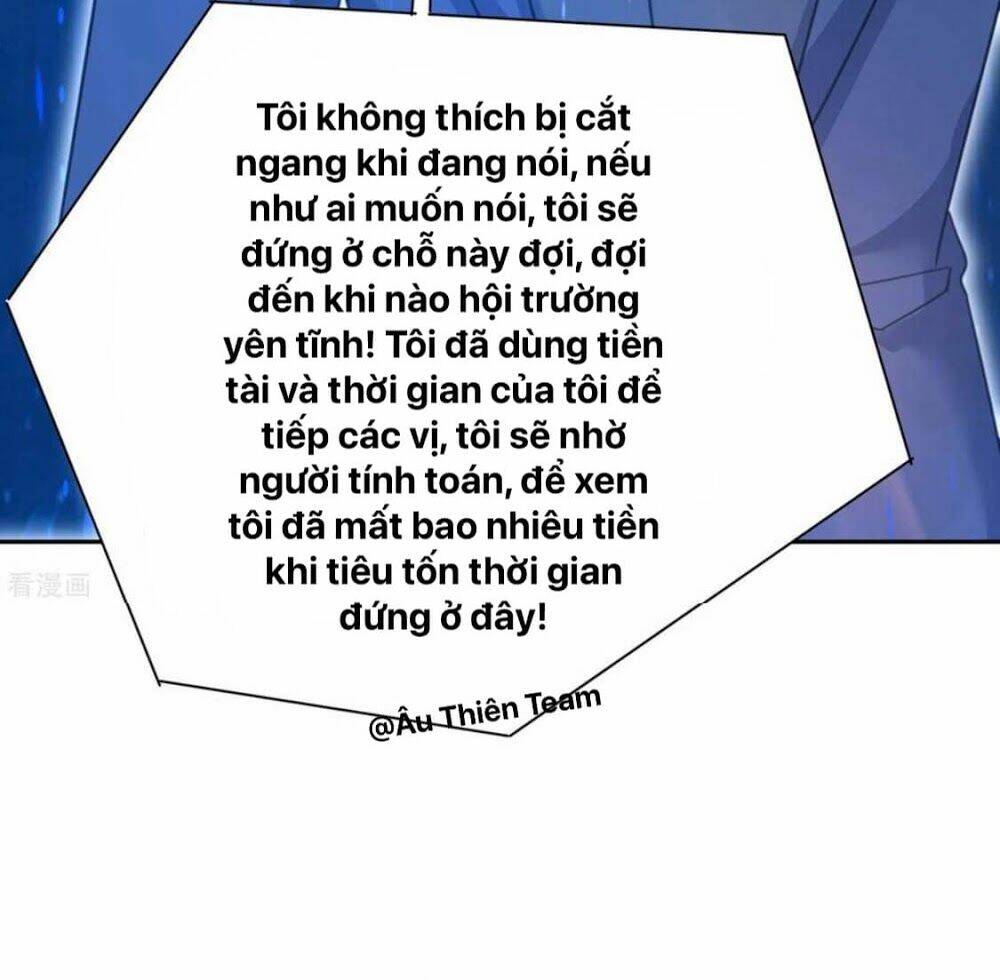 Tôi không thích bị cắt
ngang khi đang nói, nếu
như ai muốn nói, tôi sẽ
đứng ở chỗ này đợi, đợi
đến khi nào hội trường
yên tĩnh! Tôi đã dùng tiền
tài và thời gian của tôi để
tiếp các vị, tôi sẽ nhờ
người tính toán, để xem
tôi đã mất bao nhiêu tiền
khi tiêu tốn thời gian
đứng ở đây!
看漫画
@Âu Thiên Team